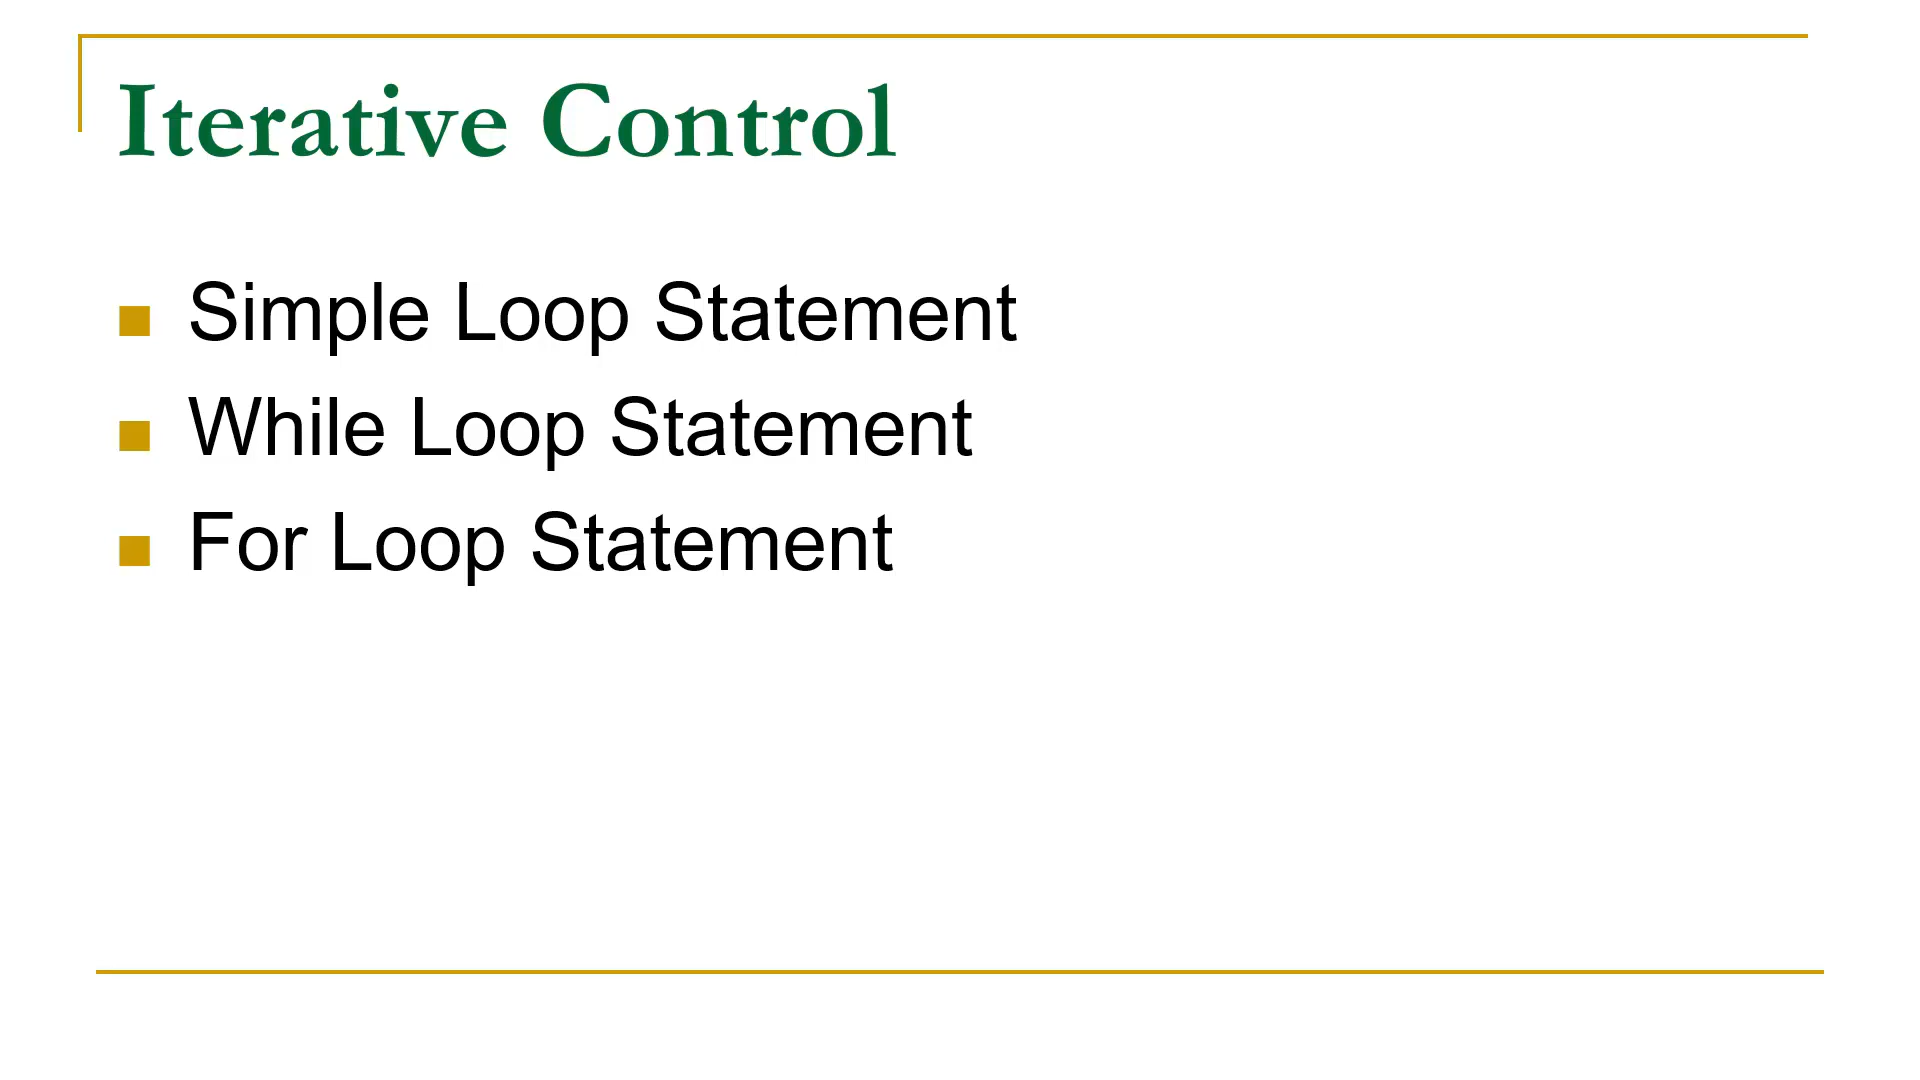 Iterative Control
Simple Loop Statement
While Loop Statement
For Loop Statement